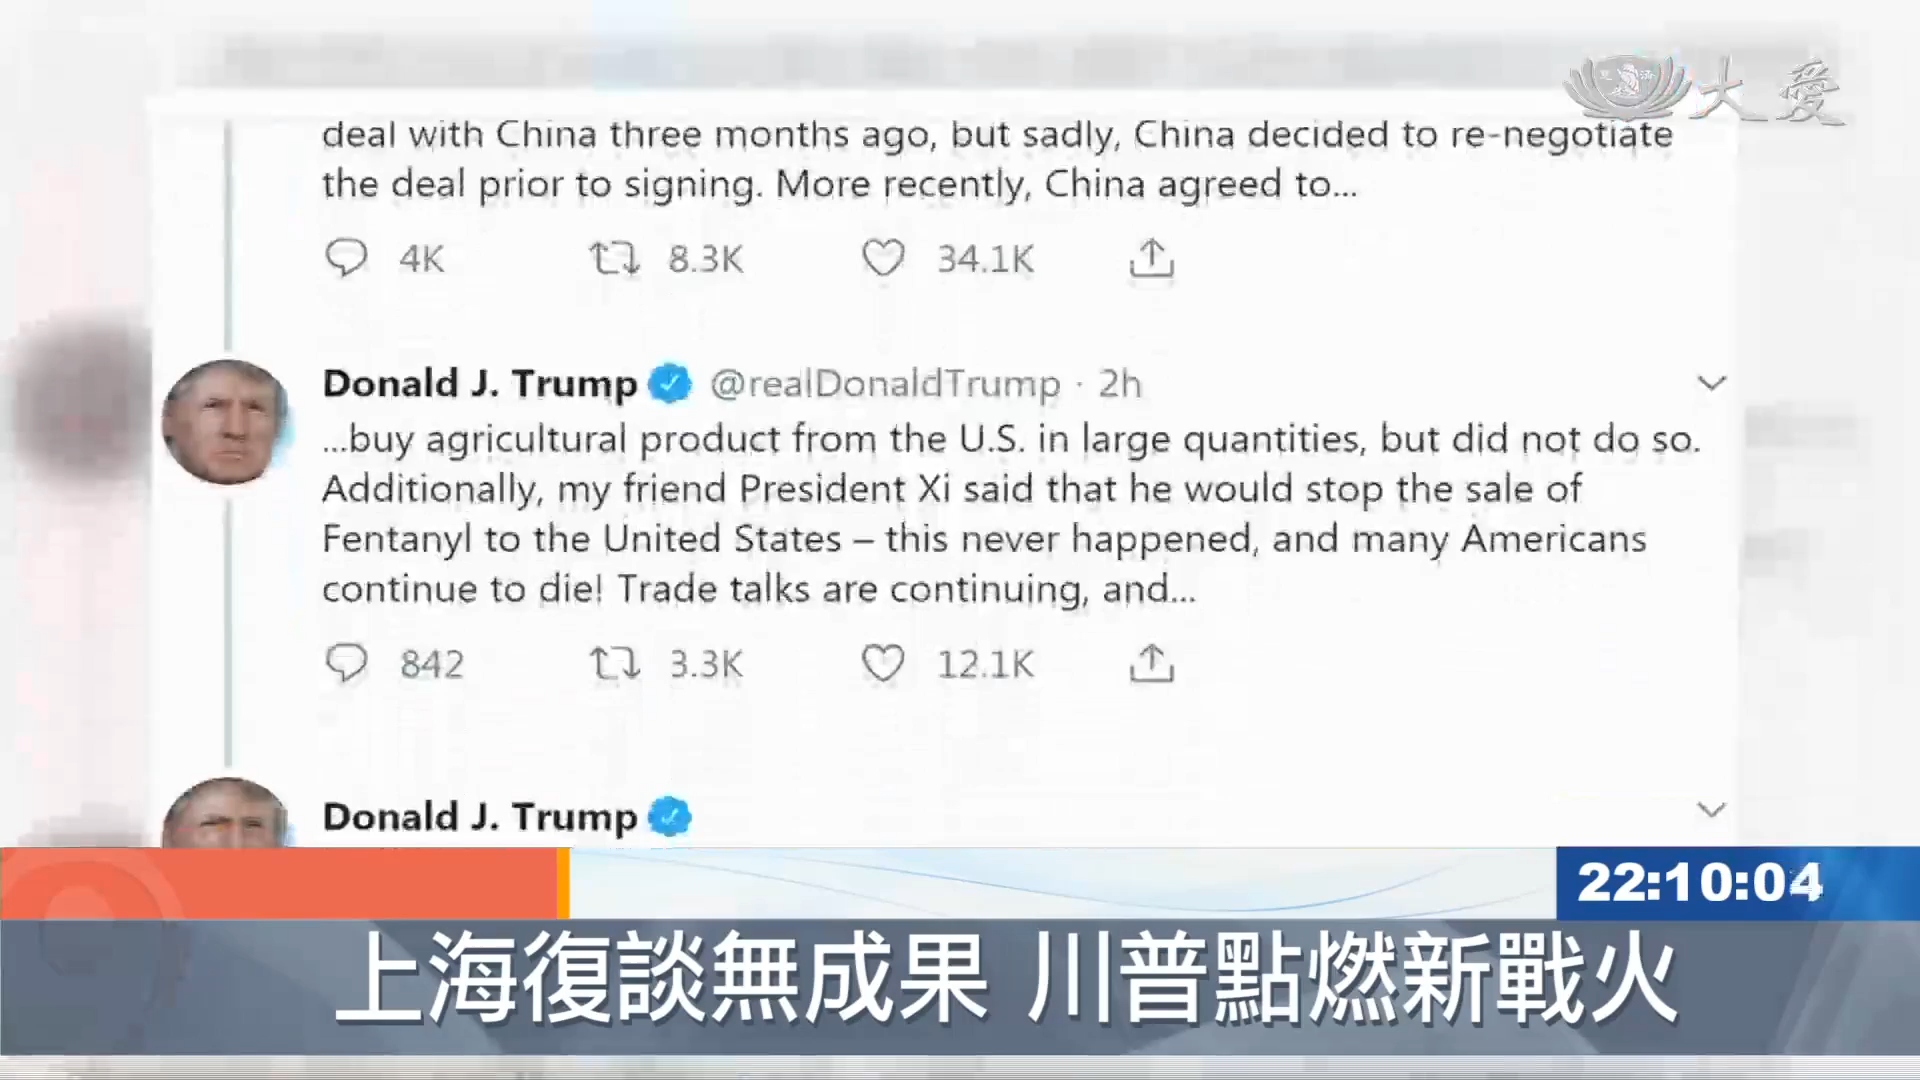 大愛
deal with China three months ago, but sadly, China decided to re-negotiate
the deal prior to signing. More recently, China agreed to...
4K 8.3K 34.1K
Donald J. Trump @realDonaldTrump · 2h
...buy agricultural product from the U.S. in large quantities, but did not do so.
Additionally, my friend President Xi said that he would stop the sale of
Fentanyl to the United States – this never happened, and many Americans
continue to die! Trade talks are continuing, and...
842 3.3K 12.1K
Donald J. Trump
22:10:04
上海復談無成果 川普點燃新戰火